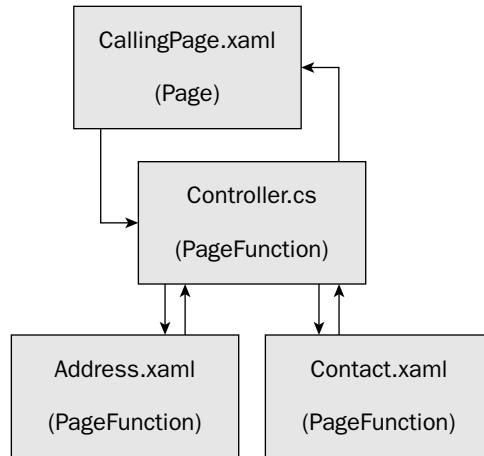 CallingPage.xaml
(Page)
Controller.cs
(PageFunction)
Address.xaml
(PageFunction)
Contact.xaml
(PageFunction)